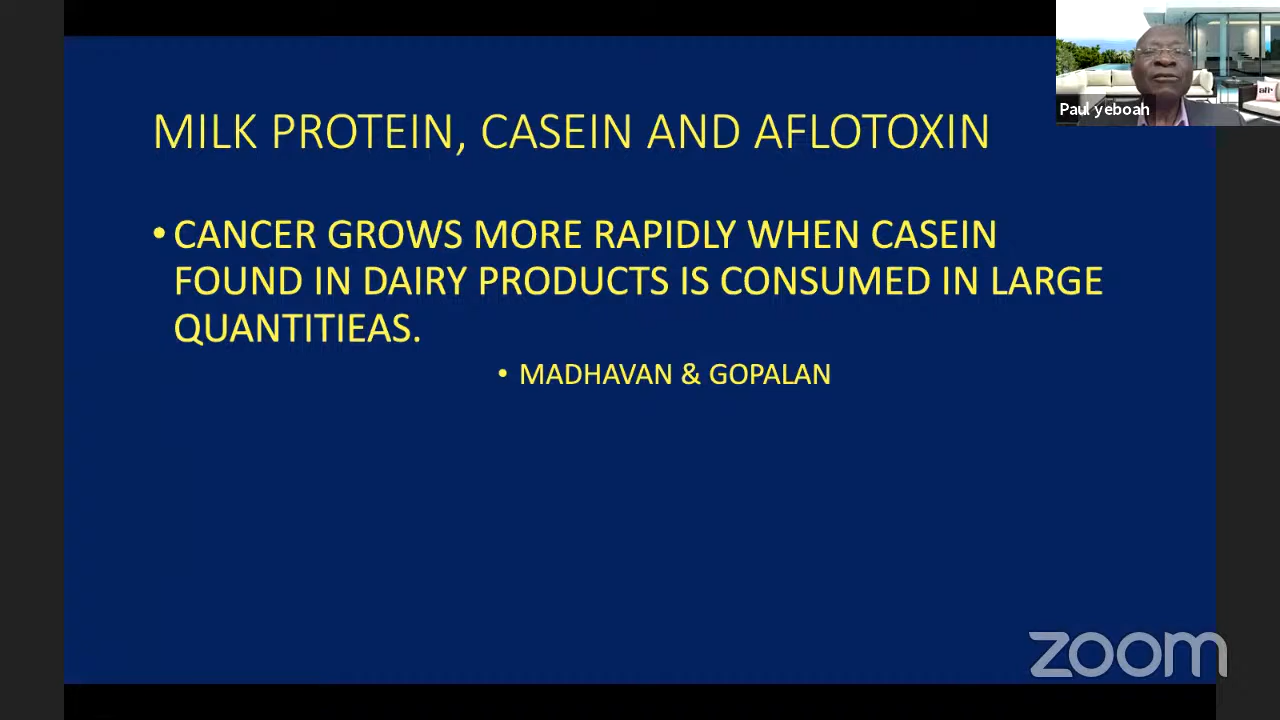 MILK PROTEIN, CASEIN AND AFLOTOXIN
• CANCER GROWS MORE RAPIDLY WHEN CASEIN
FOUND IN DAIRY PRODUCTS IS CONSUMED IN LARGE
QUANTITIEAS.
• MADHAVAN & GOPALAN
Paul yeboah
afi
zoom